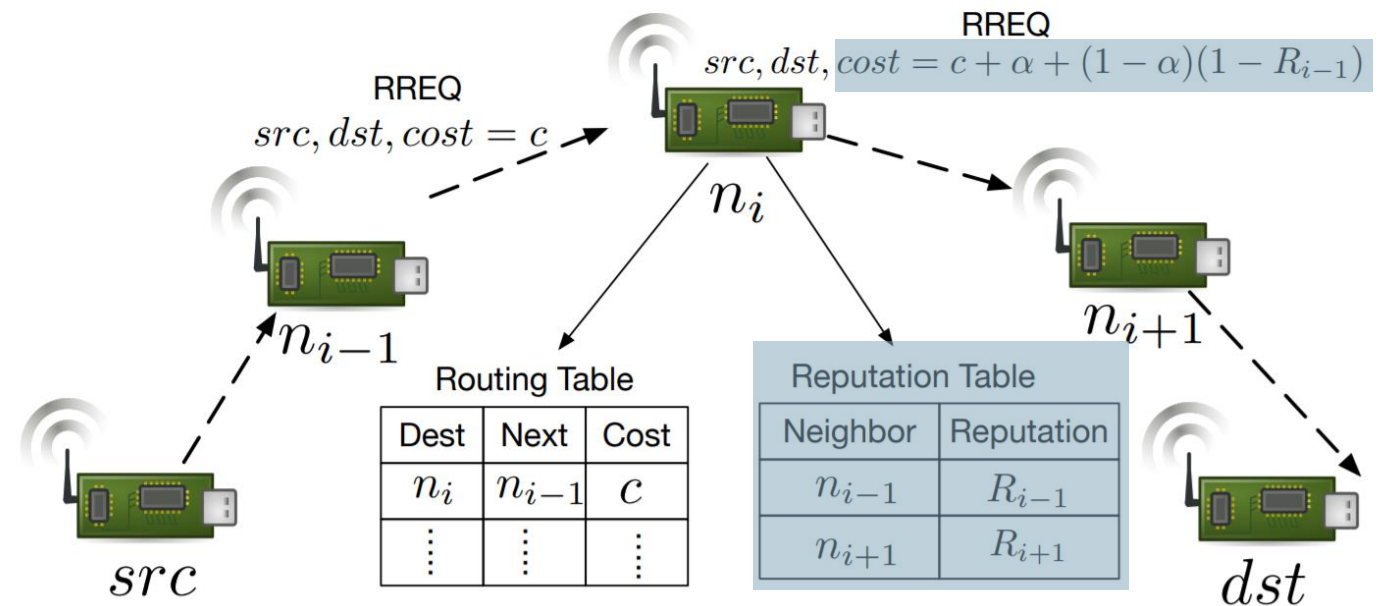 RREQ
src, dst, cost = c + α + (1 − α)(1 − R_{i−1})
RREQ
src, dst, cost = c
n_i
n_{i−1}
n_{i+1}
Routing Table
Dest Next Cost
n_i n_{i−1} c
⋮ ⋮ ⋮
Reputation Table
Neighbor Reputation
n_{i−1} R_{i−1}
n_{i+1} R_{i+1}
src
dst